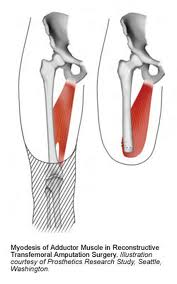 Myodesis of Adductor Muscle in Reconstructive
Transfemoral Amputation Surgery. Illustration
courtesy of Prosthetics Research Study, Seattle,
Washington.